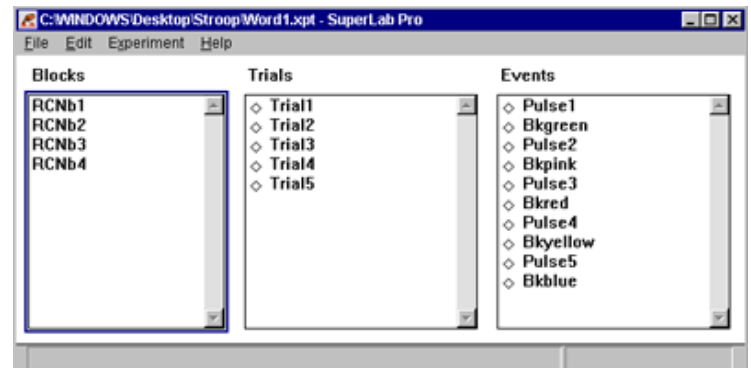 C:\WINDOWS\Desktop\Stroop\Word1.xpt - SuperLab Pro
File Edit Experiment Help
Blocks
RCNb1
RCNb2
RCNb3
RCNb4
Trials
Trial1
Trial2
Trial3
Trial4
Trial5
Events
Pulse1
Bkgreen
Pulse2
Bkpink
Pulse3
Bkred
Pulse4
Bkyellow
Pulse5
Bkblue